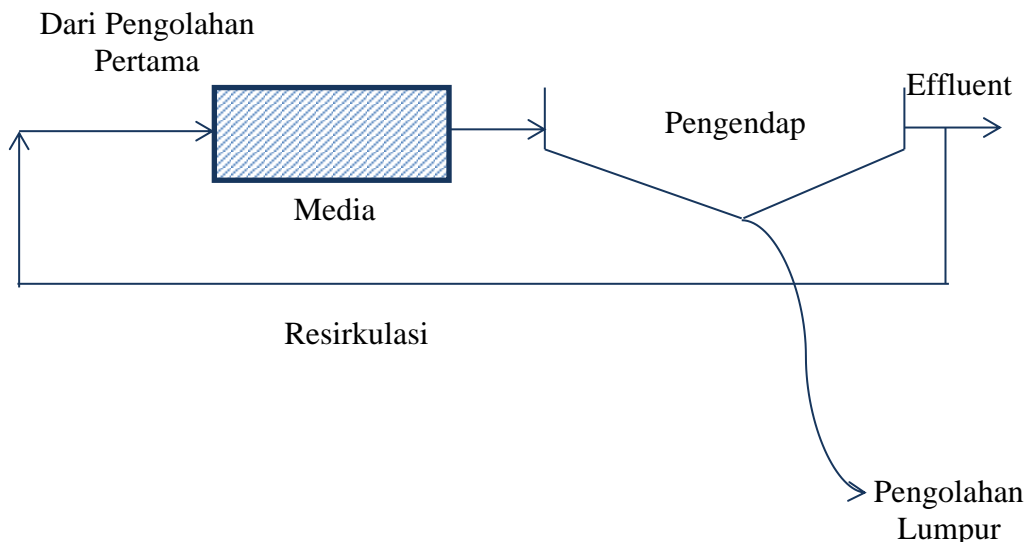 Dari Pengolahan
Pertama
Effluent
Pengendap
Media
Resirkulasi
Pengolahan
Lumpur